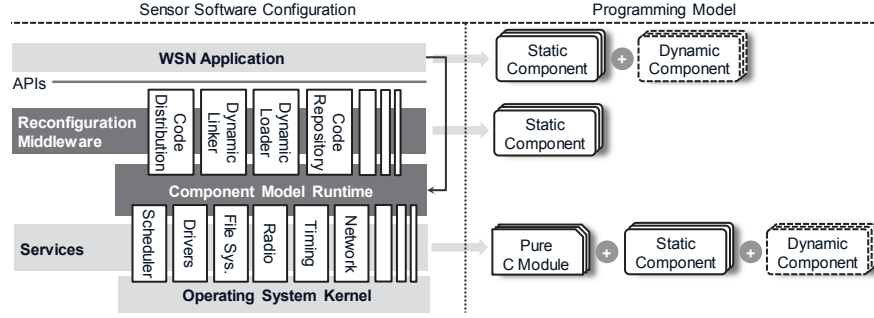 Sensor Software Configuration
Programming Model
WSN Application
Static
Component
+
Dynamic
Component
APIs
Reconfiguration
Middleware
Code
Distribution
Dynamic
Linker
Dynamic
Loader
Code
Repository
Static
Component
Component Model Runtime
Services
Scheduler
Drivers
File Sys.
Radio
Timing
Network
Pure
C Module
+
Static
Component
+
Dynamic
Component
Operating System Kernel